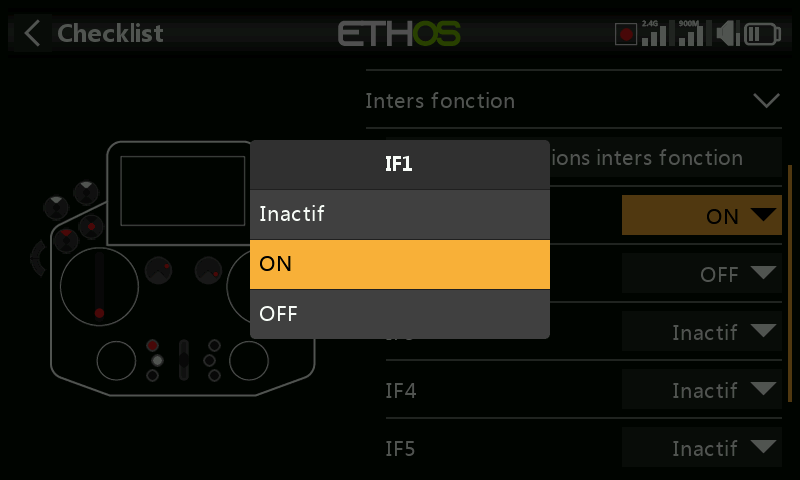 Checklist
ETHOS
2.4G
900M
Inters fonction
ions inters fonction
IF1
Inactif
ON
OFF
ON
OFF
Inactif
IF4
Inactif
IF5
Inactif